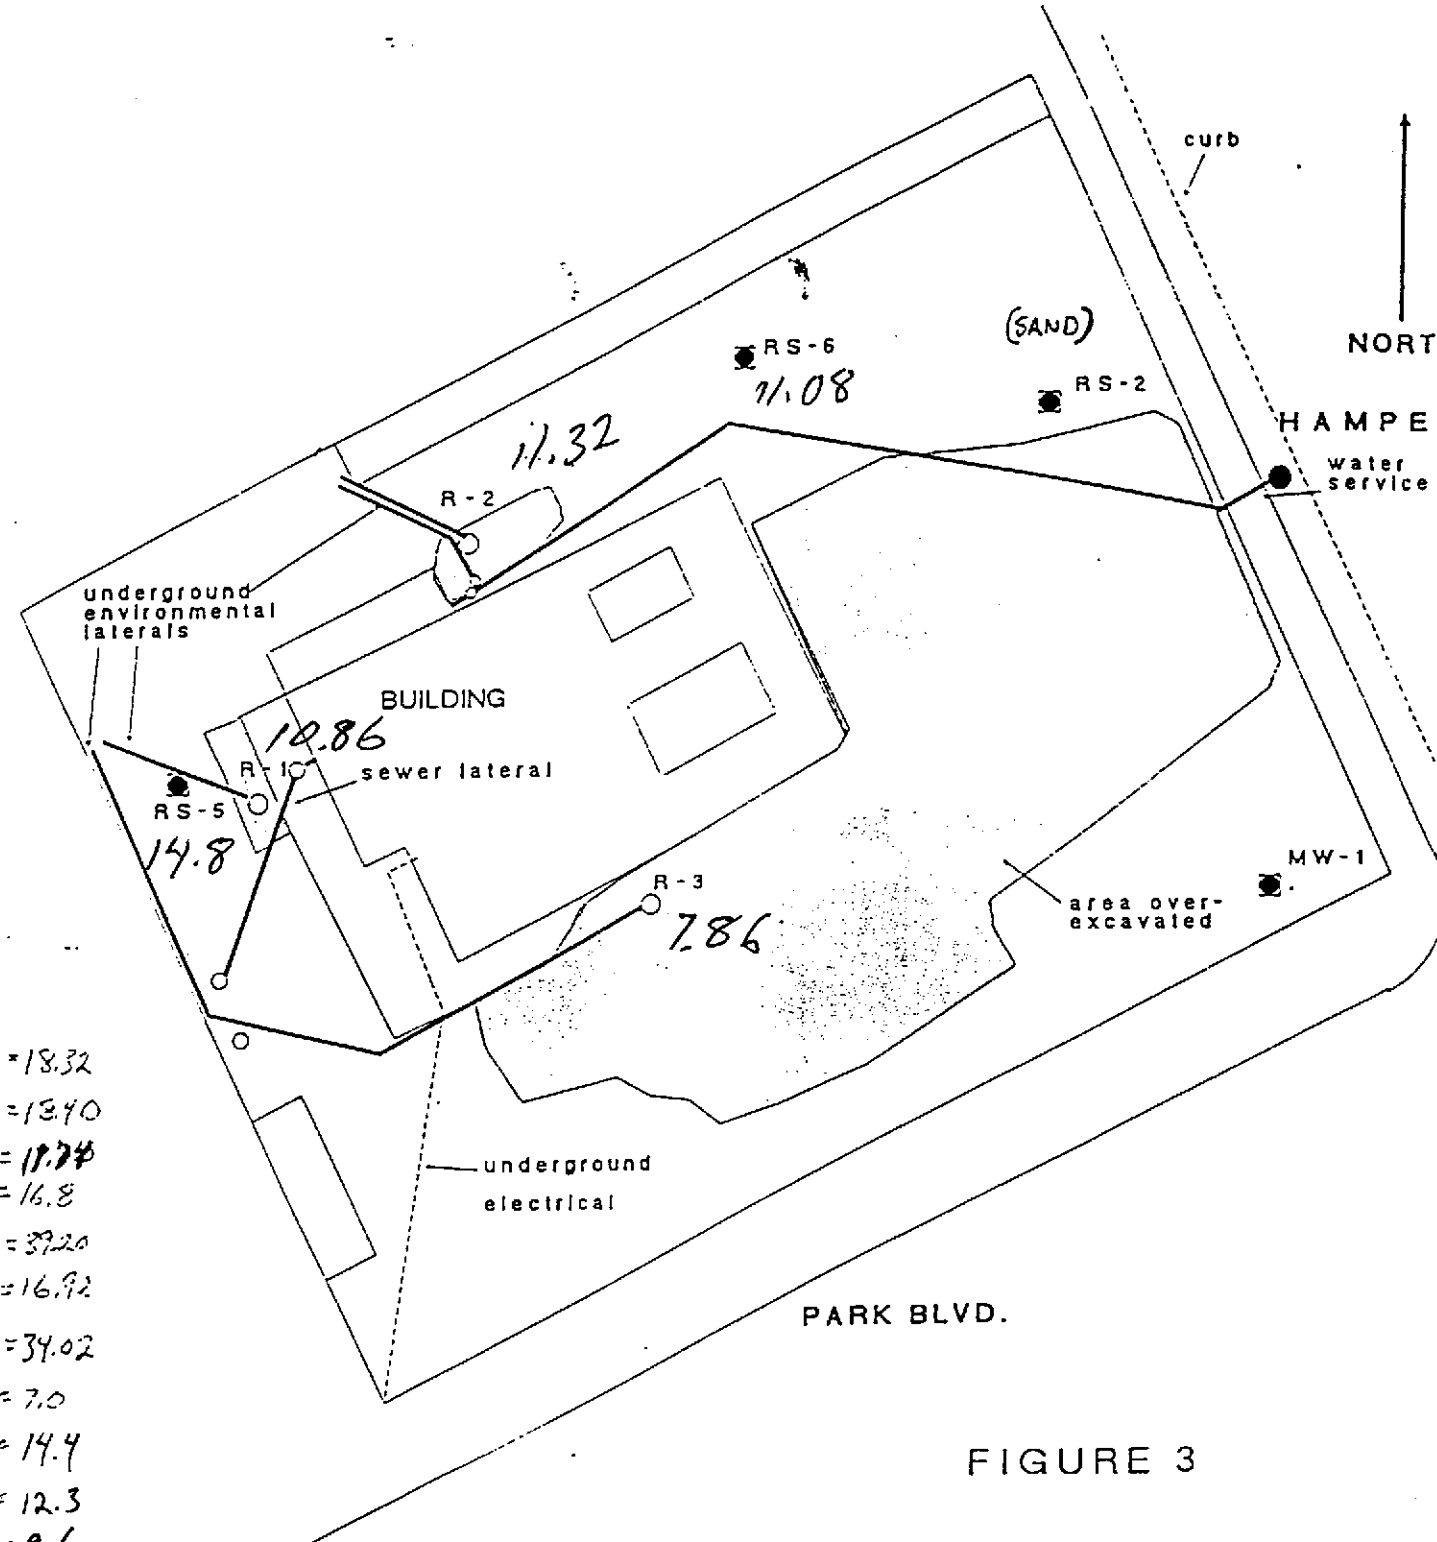 curb
NORT
(SAND)
RS-6
11.08
RS-2
HAMPE
water
service
11.32
R-2
underground
environmental
laterals
BUILDING
10.86
R-1
sewer lateral
RS-5
14.8
R-3
7.86
MW-1
area over-
excavated
=18.32
=18.40
=16.8
=39.20
=16.92
=34.02
=7.0
=14.4
=12.3
underground
electrical
PARK BLVD.
FIGURE 3